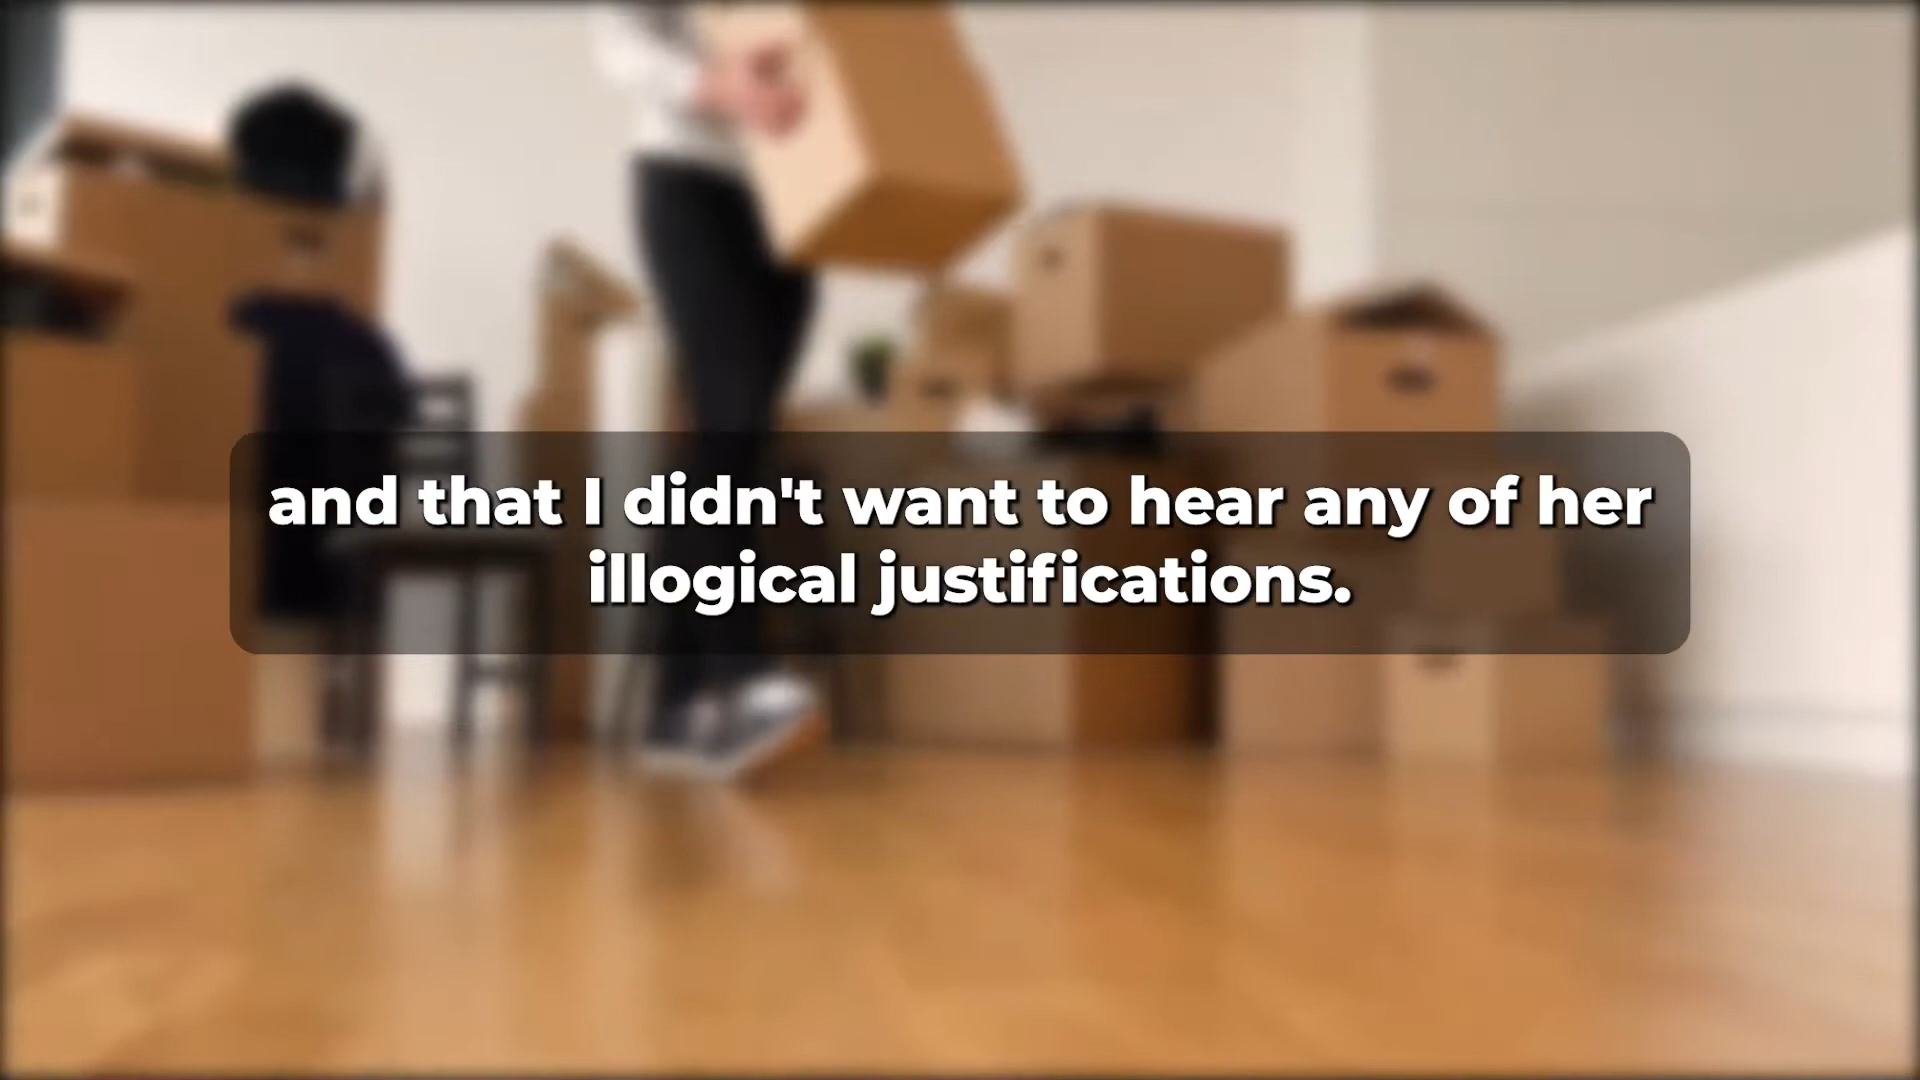 and that I didn't want to hear any of her
illogical justifications.